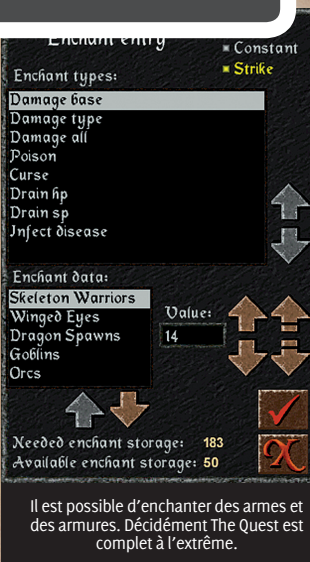 Enchant entry
Constant
Strike
Enchant types:
Damage base
Damage type
Damage all
Poison
Curse
Drain hp
Drain sp
Infect disease
Enchant data:
Skeleton Warriors
Winged Eyes
Dragon Spawns
Goblins
Orcs
Value:
14
Needed enchant storage: 183
Available enchant storage: 50
Il est possible d'enchanter des armes et
des armures. Décidément The Quest est
complet à l'extrême.